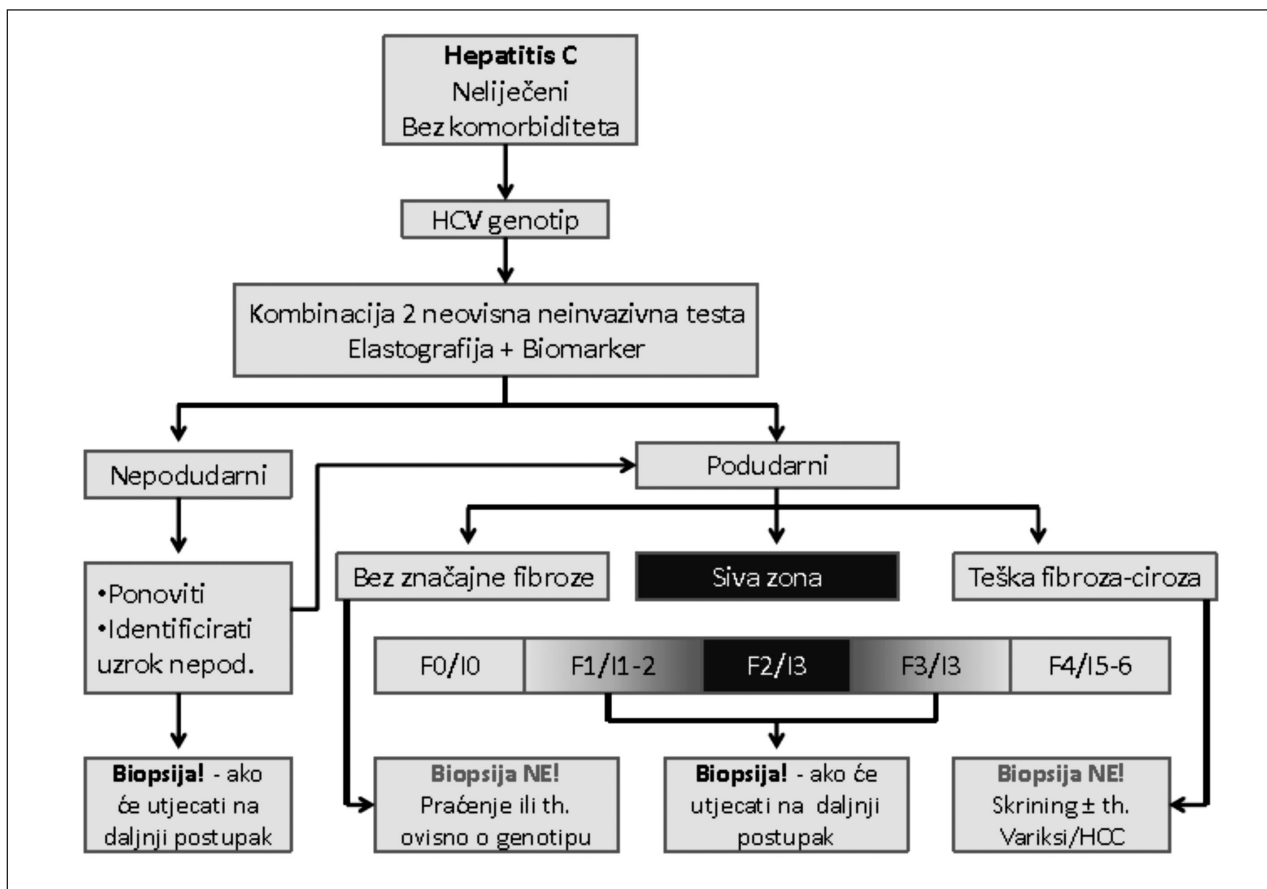 Hepatitis C
Neliječeni
Bez komorbiditeta
HCV genotip
Kombinacija 2 neovisna neinvazivna testa
Elastografija + Biomarker
Nepodudarni
Podudarni
•Ponoviti
•Identificirati
uzrok nepod.
Bez značajne fibroze
Siva zona
Teška fibroza-ciroza
F0/I0
F1/I1-2
F2/I3
F3/I3
F4/I5-6
Biopsija! - ako
će utjecati na
daljnji postupak
Biopsija NE!
Praćenje ili th.
ovisno o genotipu
Biopsija! - ako će
utjecati na daljnji
postupak
Biopsija NE!
Skrining ± th.
Variksi/HCC